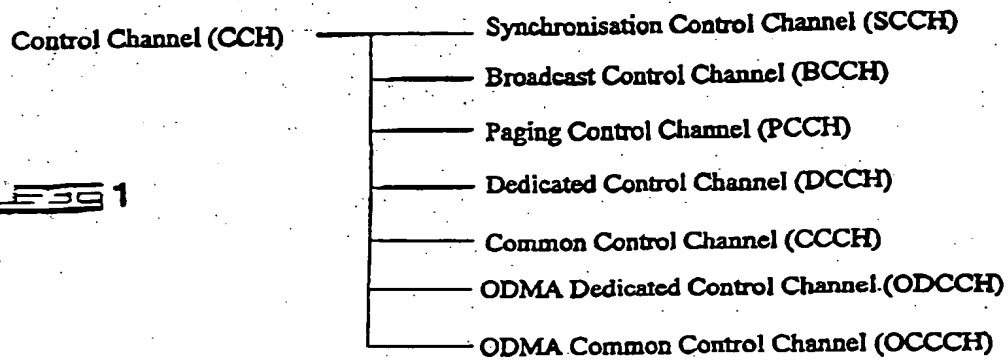 Control Channel (CCH)
Synchronisation Control Channel (SCCH)
Broadcast Control Channel (BCCH)
Paging Control Channel (PCCH)
Dedicated Control Channel (DCCH)
1
Common Control Channel (CCCH)
ODMA Dedicated Control Channel (ODCCH)
ODMA Common Control Channel (OCCCH)